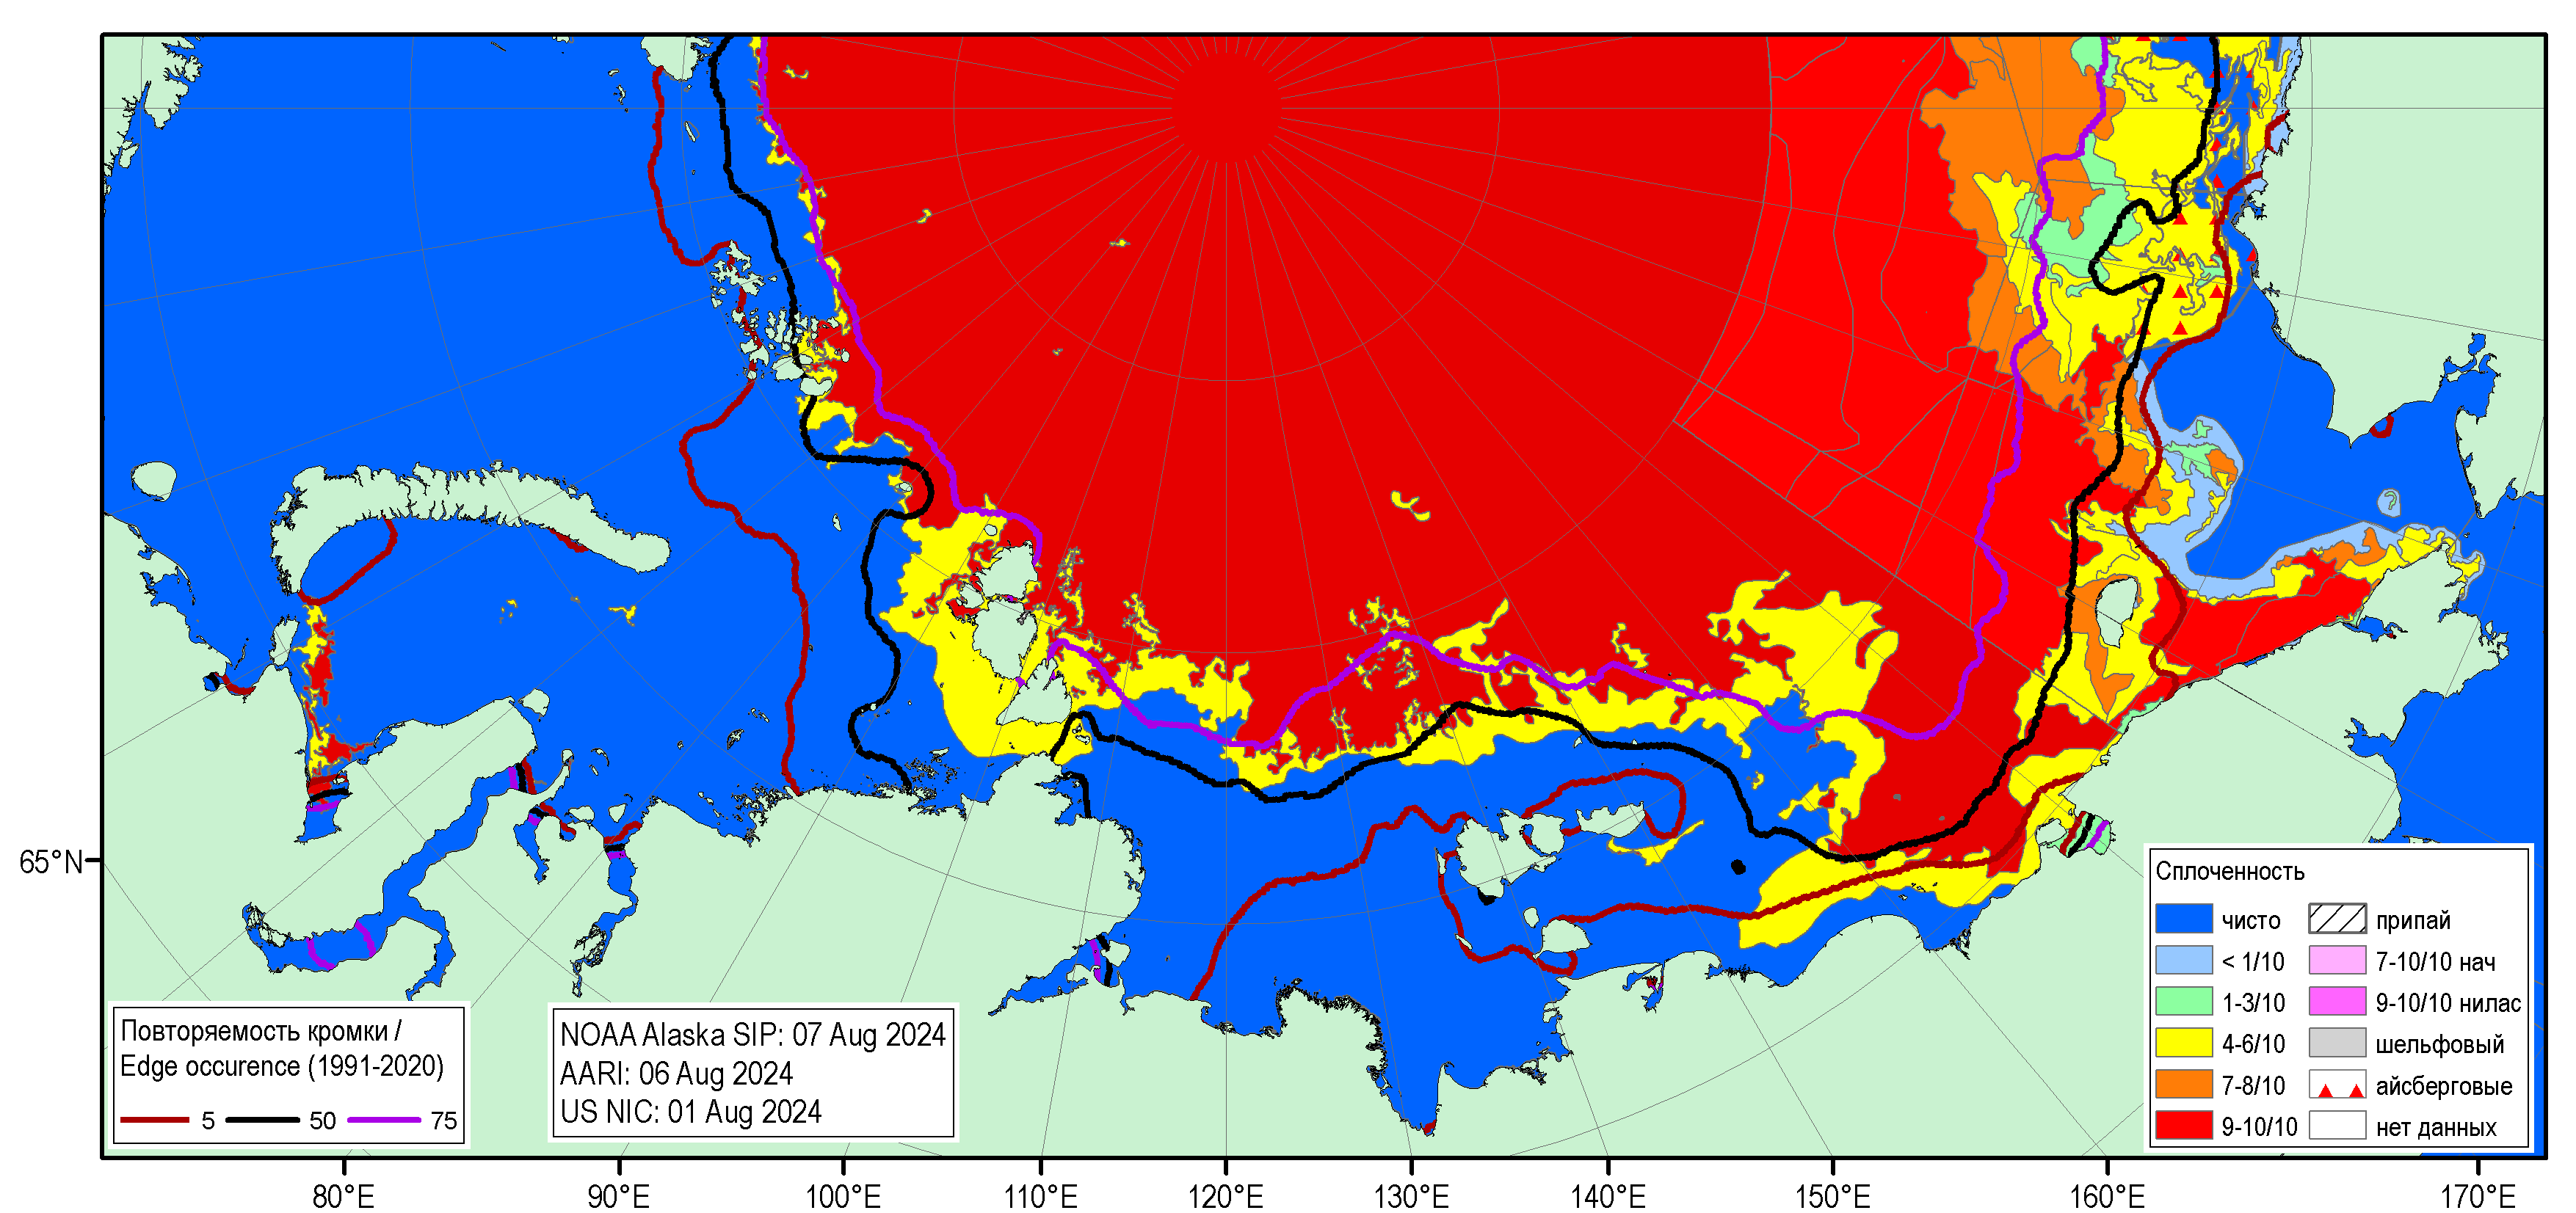 65°N
Повторяемость кромки /
Edge occurence (1991-2020)
5 50 75
NOAA Alaska SIP: 07 Aug 2024
AARI: 06 Aug 2024
US NIC: 01 Aug 2024
Сплоченность
чисто припай
< 1/10 7-10/10 нач
1-3/10 9-10/10 нилас
4-6/10 шельфовый
7-8/10 айсберговые
9-10/10 нет данных
80°E 90°E 100°E 110°E 120°E 130°E 140°E 150°E 160°E 170°E